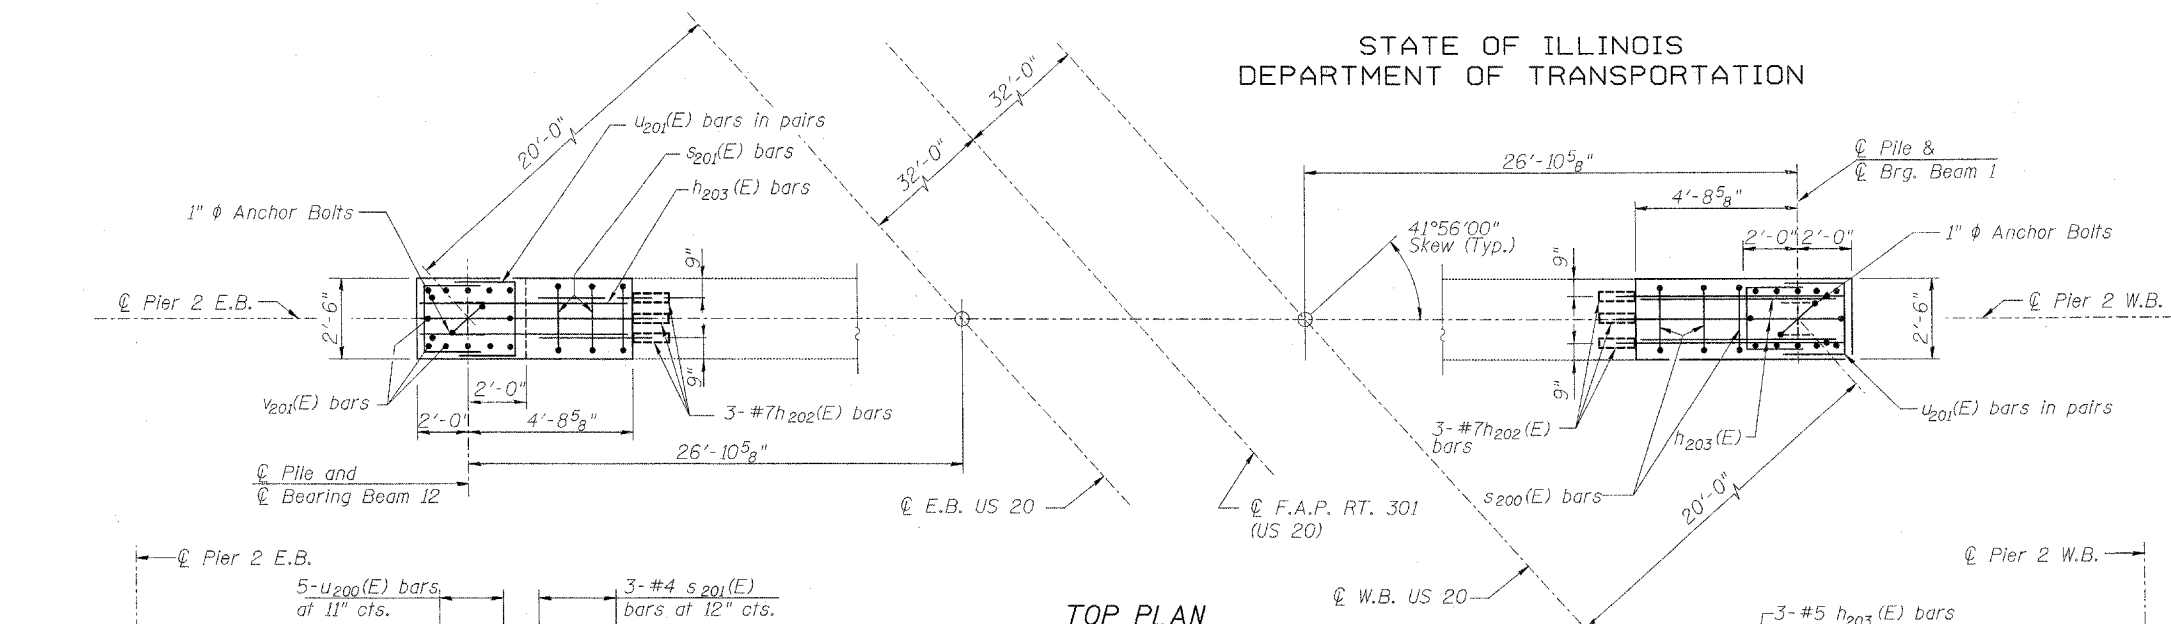 STATE OF ILLINOIS
DEPARTMENT OF TRANSPORTATION
20'-0"
32'-0"
32'-0"
u201(E) bars in pairs
s201(E) bars
h203(E) bars
1" ϕ Anchor Bolts
℄ Pier 2 E.B.
2'-6"
9"
9"
v201(E) bars
2'-0"
2'-0"
4'-8 5/8"
3-#7h202(E) bars
26'-10 5/8"
℄ Pile and
℄ Bearing Beam 12
℄ E.B. US 20
℄ F.A.P. RT. 301
(US 20)
26'-10 5/8"
℄ Pile &
℄ Brg. Beam 1
4'-8 5/8"
41°56'00"
Skew (Typ.)
2'-0"
2'-0"
1" ϕ Anchor Bolts
9"
9"
℄ Pier 2 W.B.
2'-6"
3-#7h202(E)
bars
h203(E)
u201(E) bars in pairs
s200(E) bars
20'-0"
℄ W.B. US 20
℄ Pier 2 E.B.
℄ Pier 2 W.B.
5-u200(E) bars
at 11" cts.
3-#4 s201(E)
bars at 12" cts.
TOP PLAN
3-#5 h203(E) bars